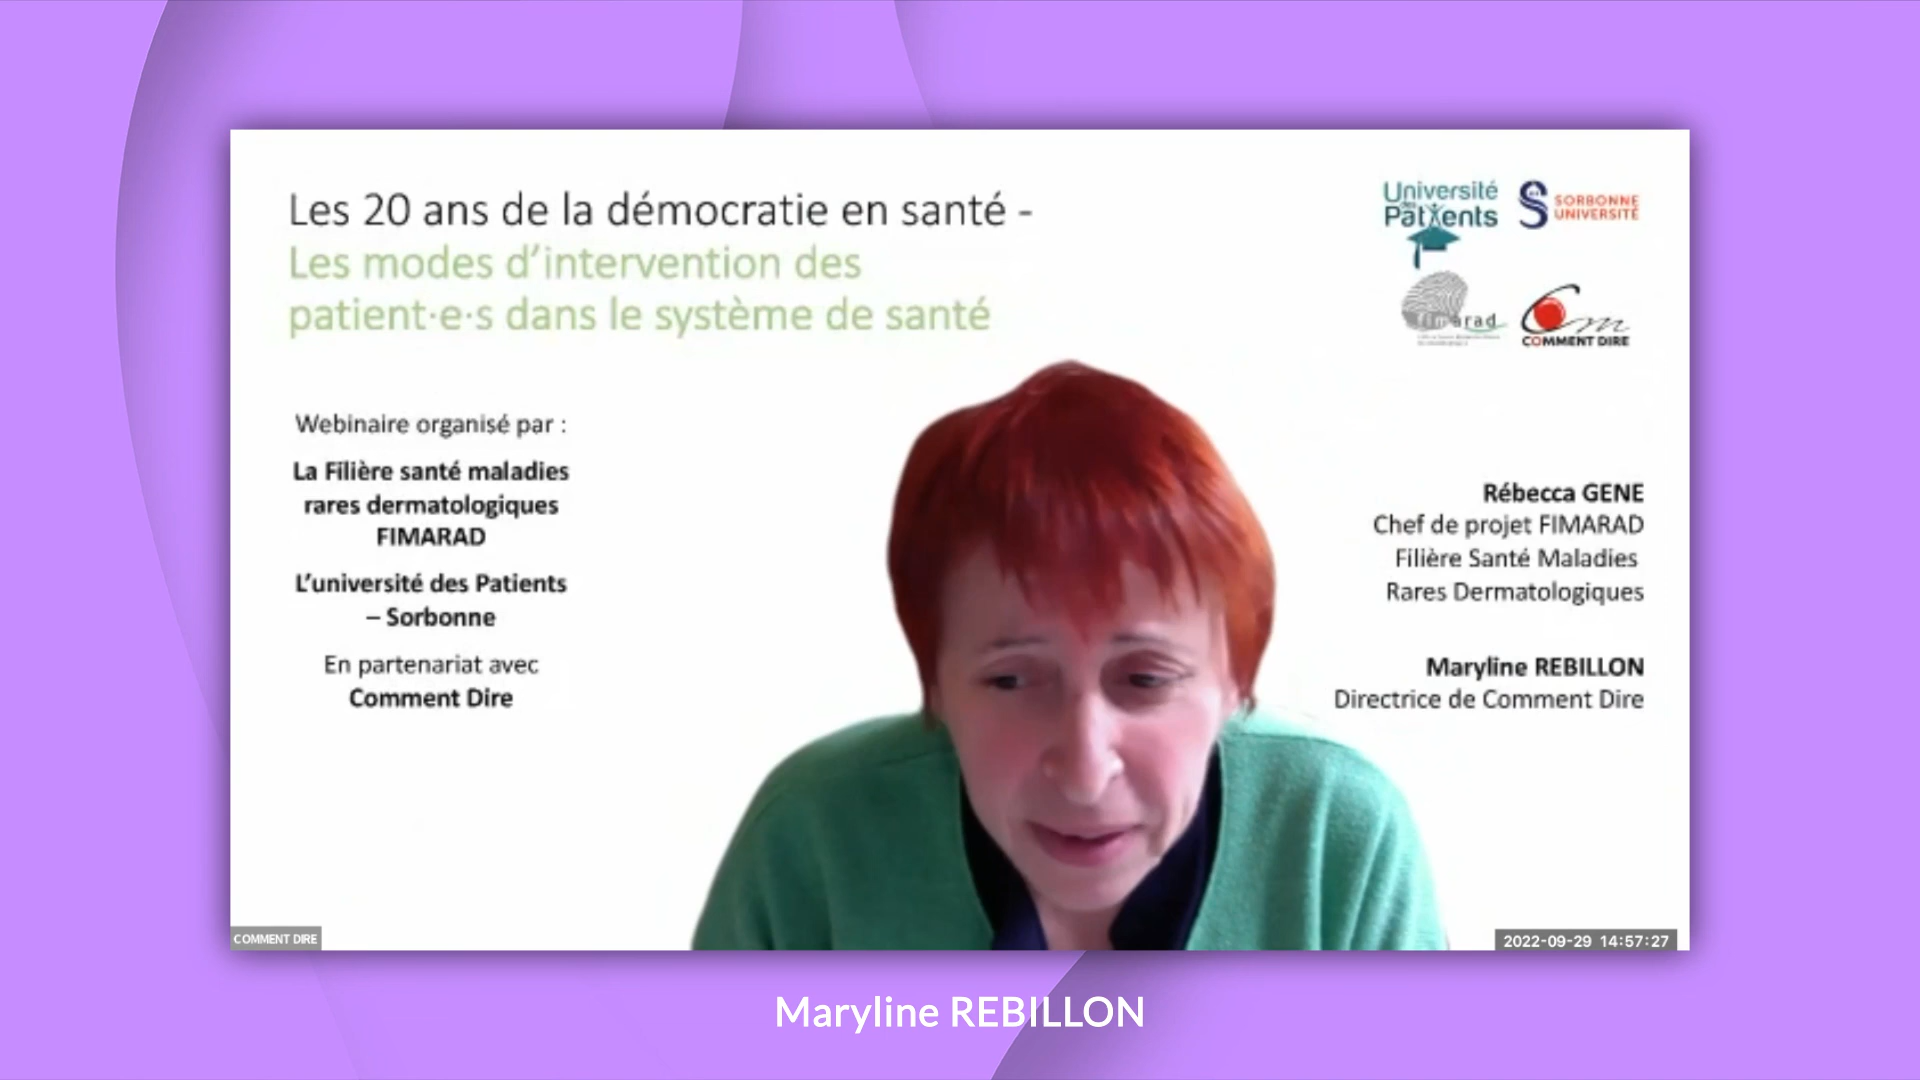 Les 20 ans de la démocratie en santé -
Les modes d'intervention des
patient·e·s dans le système de santé
Université
des
Patients
SORBONNE
UNIVERSITÉ
fimarad
COMMENT DIRE
Webinaire organisé par :
La Filière santé maladies
rares dermatologiques
FIMARAD
L'université des Patients
– Sorbonne
En partenariat avec
Comment Dire
Rébecca GENE
Chef de projet FIMARAD
Filière Santé Maladies
Rares Dermatologiques
Maryline REBILLON
Directrice de Comment Dire
COMMENT DIRE
2022-09-29 14:57:27
Maryline REBILLON